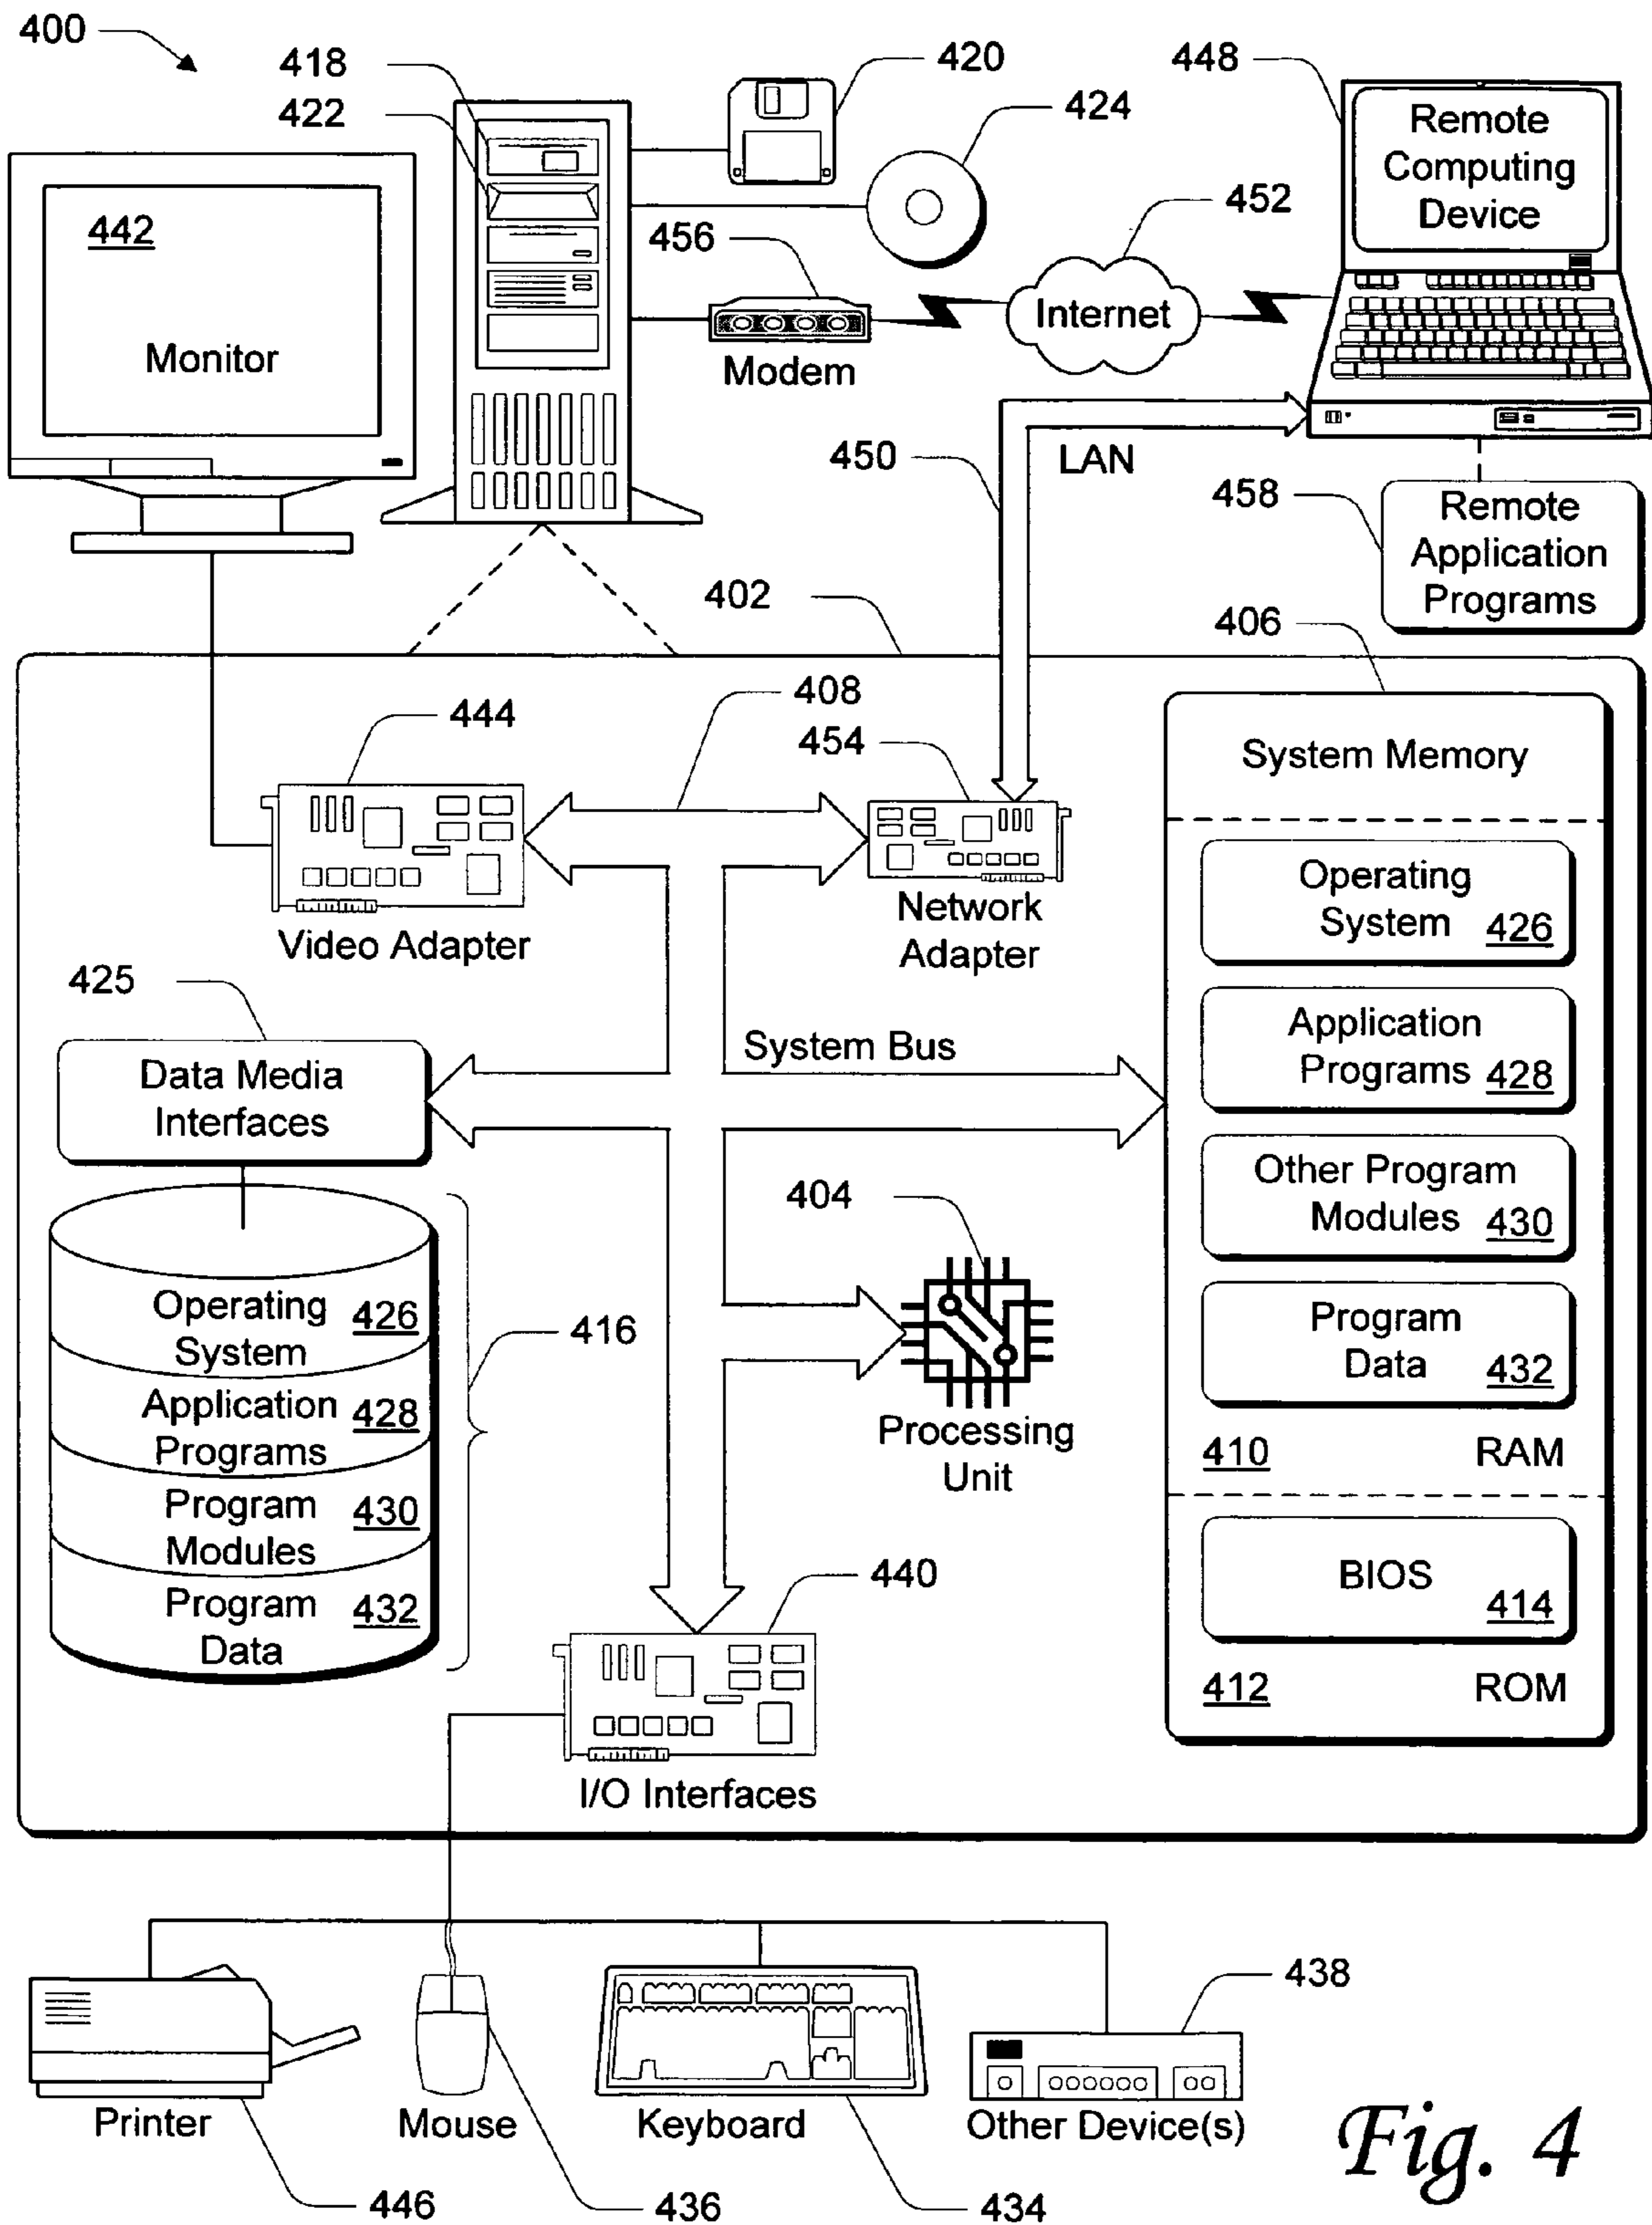 400
418
422
420
424
448
Remote
Computing
Device
442
Monitor
456
Modem
452
Internet
450
LAN
458
Remote
Application
Programs
402
406
408
444
454
Video Adapter
Network
Adapter
System Memory
Operating
System 426
Application
Programs 428
Other Program
Modules 430
Program
Data 432
410 RAM
BIOS
414
412 ROM
425
Data Media
Interfaces
System Bus
404
Processing
Unit
Operating
System 426
Application
Programs 428
Program
Modules 430
Program
Data 432
416
440
I/O Interfaces
438
Printer
Mouse
Keyboard
Other Device(s)
446
436
434
Fig. 4